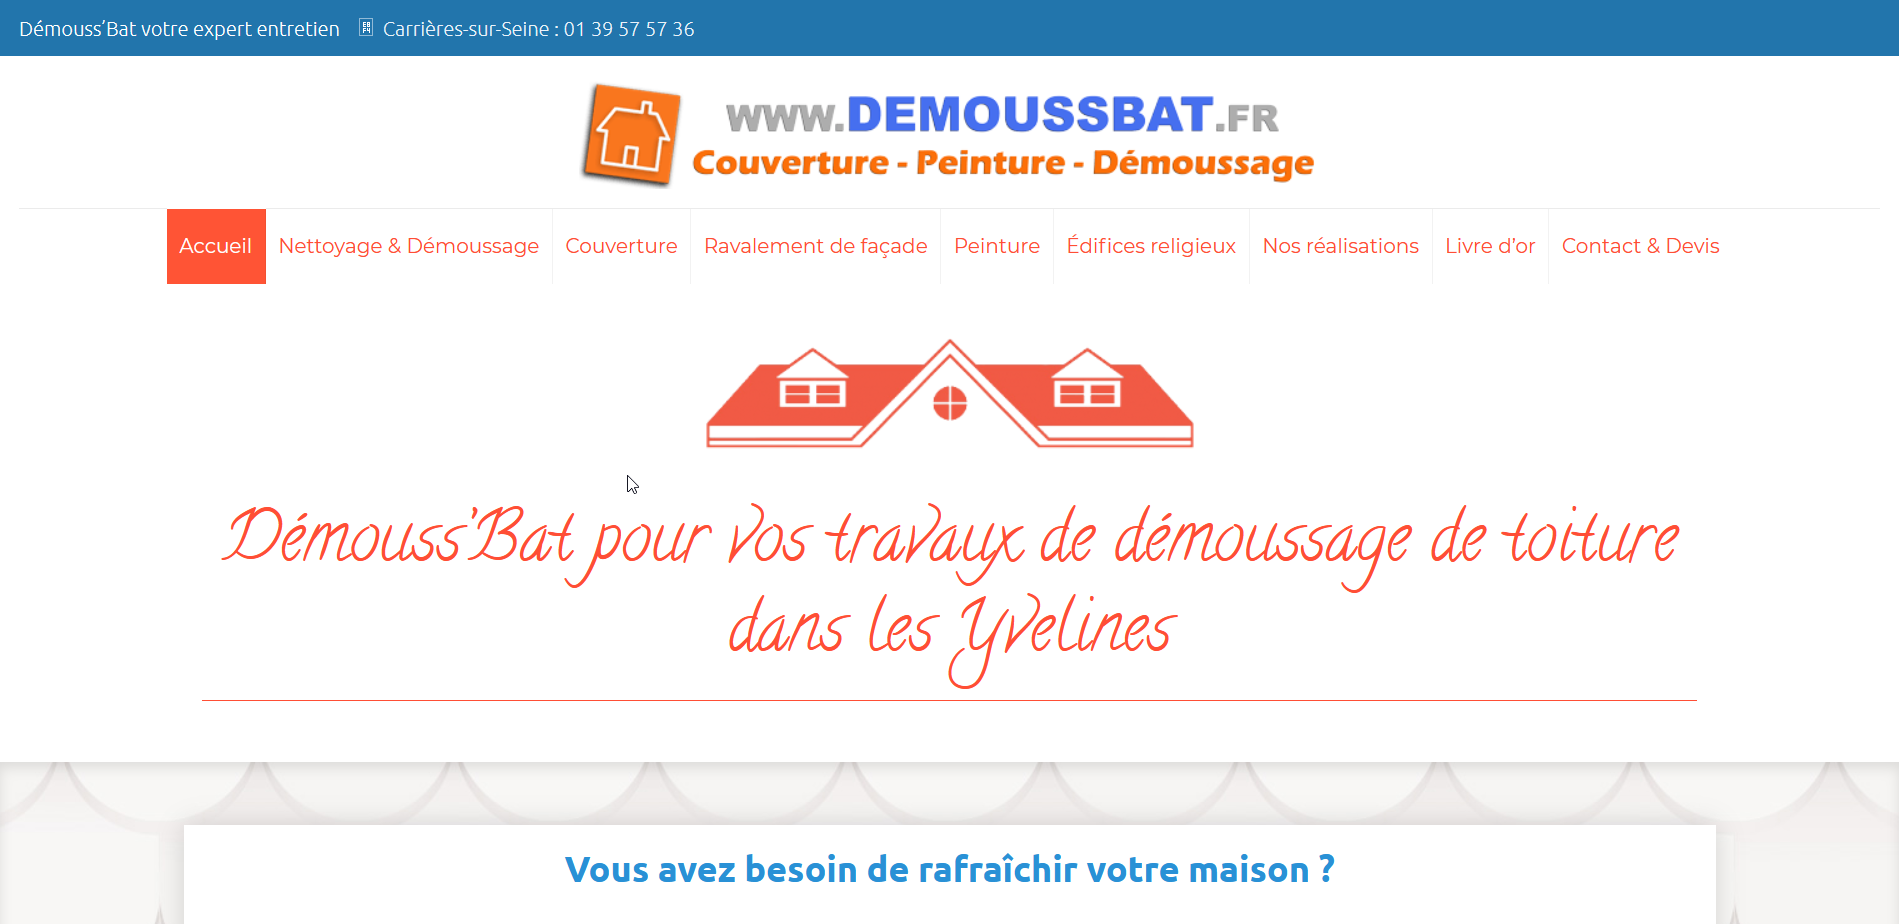 Démouss’Bat votre expert entretien Carrières-sur-Seine : 01 39 57 57 36
www.DEMOUSSBAT.FR
Couverture - Peinture - Démoussage
Accueil Nettoyage & Démoussage Couverture Ravalement de façade Peinture Édifices religieux Nos réalisations Livre d’or Contact & Devis
Démouss’Bat pour vos travaux de démoussage de toiture
dans les Yvelines
Vous avez besoin de rafraîchir votre maison ?